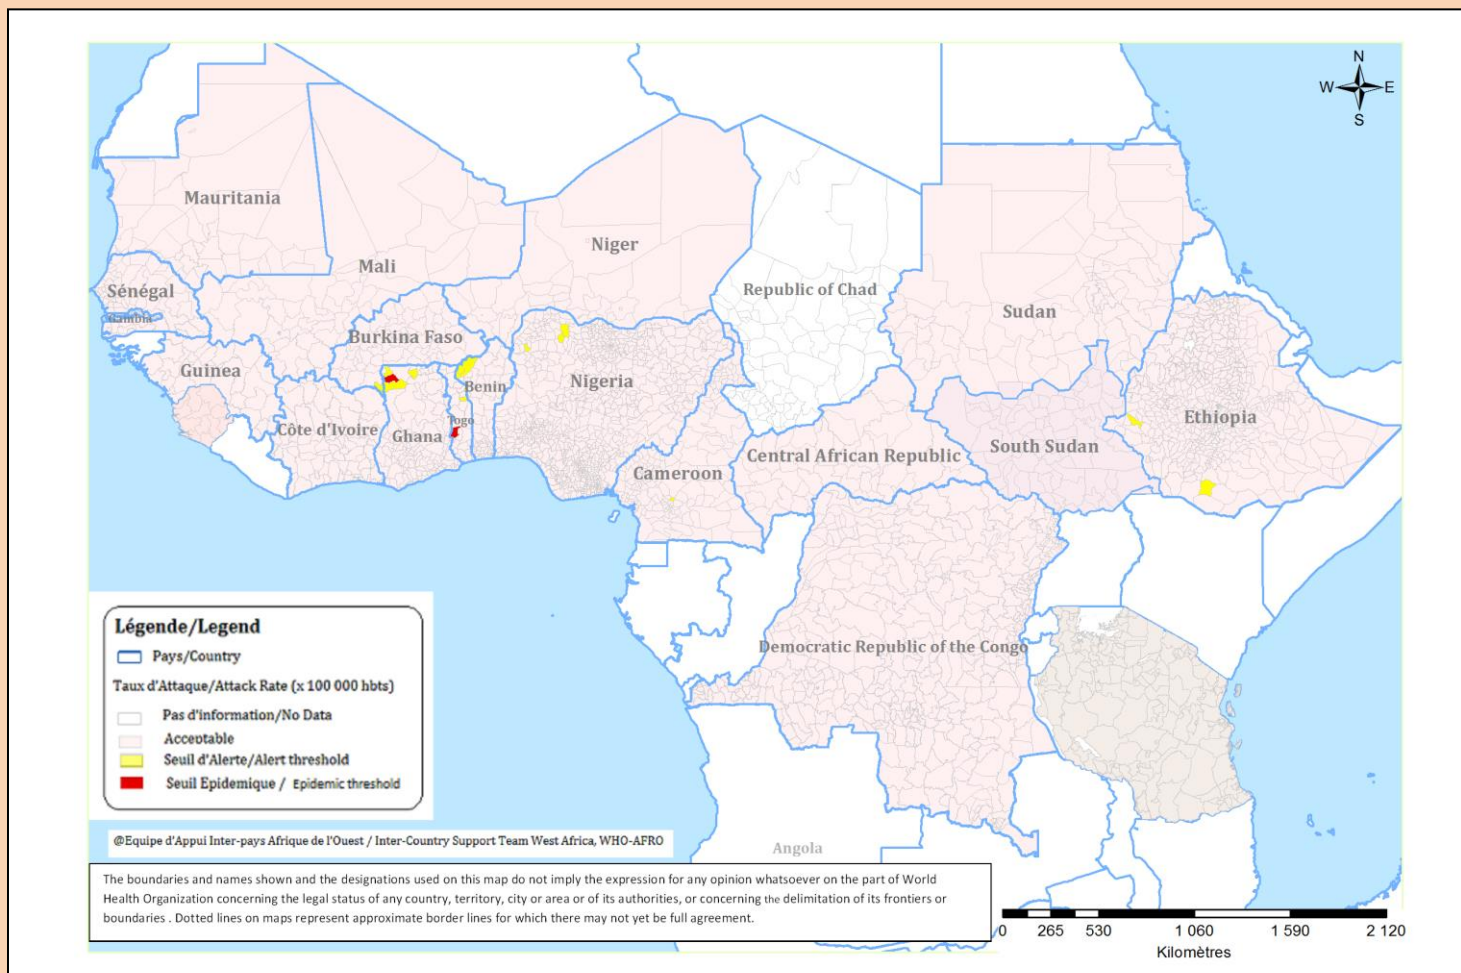 N
W E
S
Mauritania
Niger
Mali
Republic of Chad
Sénégal
Gambia
Sudan
Burkina Faso
Guinea
Nigeria
Benin
Ethiopia
Togo
Côte d'Ivoire
Ghana
South Sudan
Central African Republic
Cameroon
Democratic Republic of the Congo
Angola
Légende/Legend
Pays/Country
Taux d'Attaque/Attack Rate (x 100 000 hbts)
Pas d'information/No Data
Acceptable
Seuil d'Alerte/Alert threshold
Seuil Epidemique / Epidemic threshold
@Equipe d'Appui Inter-pays Afrique de l'Ouest / Inter-Country Support Team West Africa, WHO-AFRO
The boundaries and names shown and the designations used on this map do not imply the expression for any opinion whatsoever on the part of World
Health Organization concerning the legal status of any country, territory, city or area or of its authorities, or concerning the delimitation of its frontiers or
boundaries . Dotted lines on maps represent approximate border lines for which there may not yet be full agreement.
0 265 530 1 060 1 590 2 120
Kilomètres